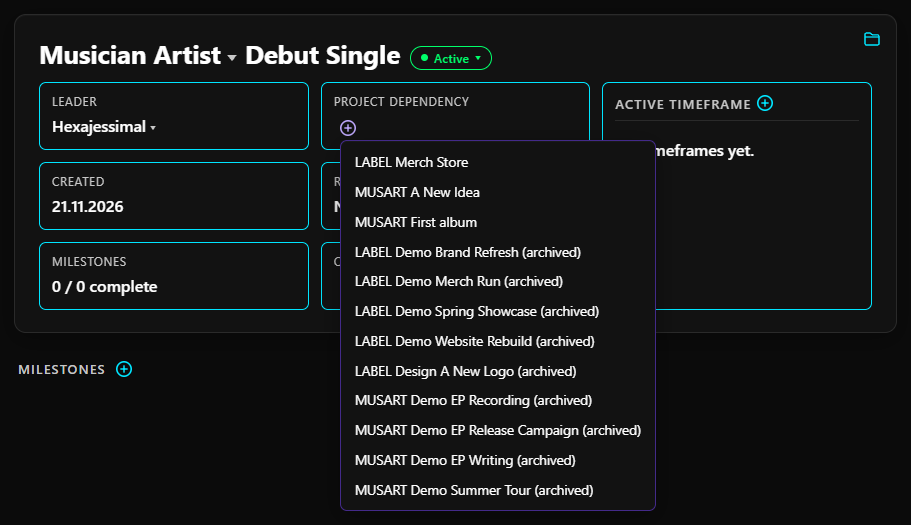 Musician Artist Debut Single Active
LEADER
Hexajessimal
PROJECT DEPENDENCY
ACTIVE TIMEFRAME
meframes yet.
CREATED
21.11.2026
MILESTONES
0 / 0 complete
LABEL Merch Store
MUSART A New Idea
MUSART First album
LABEL Demo Brand Refresh (archived)
LABEL Demo Merch Run (archived)
LABEL Demo Spring Showcase (archived)
LABEL Demo Website Rebuild (archived)
LABEL Design A New Logo (archived)
MUSART Demo EP Recording (archived)
MUSART Demo EP Release Campaign (archived)
MUSART Demo EP Writing (archived)
MUSART Demo Summer Tour (archived)
MILESTONES